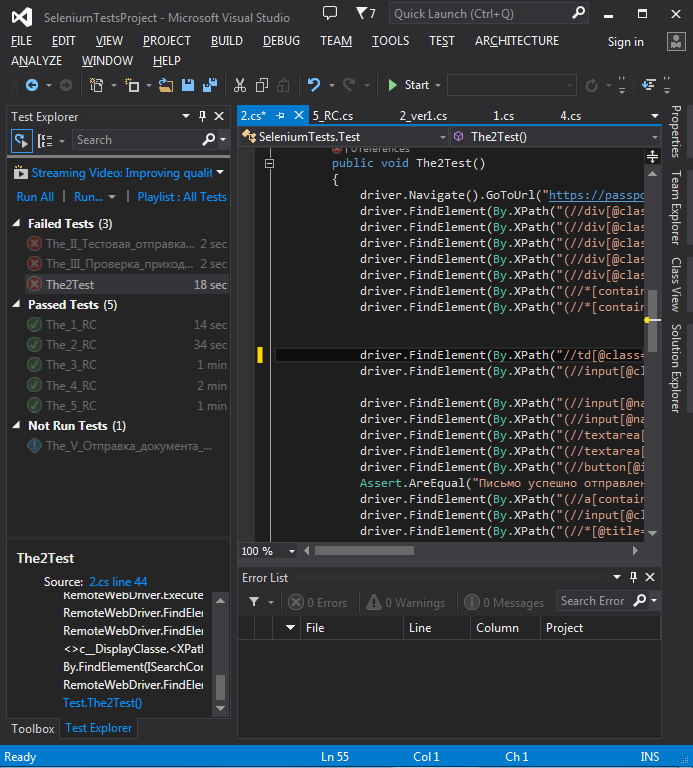 SeleniumTestsProject - Microsoft Visual Studio
7
Quick Launch (Ctrl+Q)
FILE EDIT VIEW PROJECT BUILD DEBUG TEAM TOOLS TEST ARCHITECTURE
Sign in
ANALYZE WINDOW HELP
Start
Test Explorer
Search
Streaming Video: Improving qualit
Run All | Run... | Playlist : All Tests
Failed Tests (3)
The_II_Тестовая_отправка... 2 sec
The_III_Проверка_приход... 2 sec
The2Test 18 sec
Passed Tests (5)
The_1_RC 14 sec
The_2_RC 34 sec
The_3_RC 1 min
The_4_RC 2 min
The_5_RC 1 min
Not Run Tests (1)
The_V_Отправка_документа_...
The2Test
Source: 2.cs line 44
RemoteWebDriver.Execute
RemoteWebDriver.FindElen
RemoteWebDriver.FindElen
<>c__DisplayClasse.<XPath
By.FindElement(ISearchCon
RemoteWebDriver.FindElen
Test.The2Test()
Toolbox Test Explorer
2.cs* 5_RC.cs 2_ver1.cs 1.cs 4.cs
SeleniumTests.Test The2Test()
0 references
public void The2Test()
{
driver.Navigate().GoToUrl("https://passpo
driver.FindElement(By.XPath("(//div[@clas
driver.FindElement(By.XPath("(//div[@clas
driver.FindElement(By.XPath("(//div[@clas
driver.FindElement(By.XPath("(//div[@clas
driver.FindElement(By.XPath("(//div[@clas
driver.FindElement(By.XPath("(//*[contain
driver.FindElement(By.XPath("(//*[contain
driver.FindElement(By.XPath("//td[@class=
driver.FindElement(By.XPath("(//input[@cl
driver.FindElement(By.XPath("(//input[@na
driver.FindElement(By.XPath("(//input[@na
driver.FindElement(By.XPath("(//textarea[
driver.FindElement(By.XPath("(//textarea[
driver.FindElement(By.XPath("(//button[@i
Assert.AreEqual("Письмо успешно отправлен
driver.FindElement(By.XPath("(//a[contain
driver.FindElement(By.XPath("(//input[@cl
driver.FindElement(By.XPath("(//*[@title=
100 %
Error List
0 Errors 0 Warnings 0 Messages Search Error
File Line Column Project
Properties
Team Explorer
Class View
Solution Explorer
Ready Ln 55 Col 1 Ch 1 INS